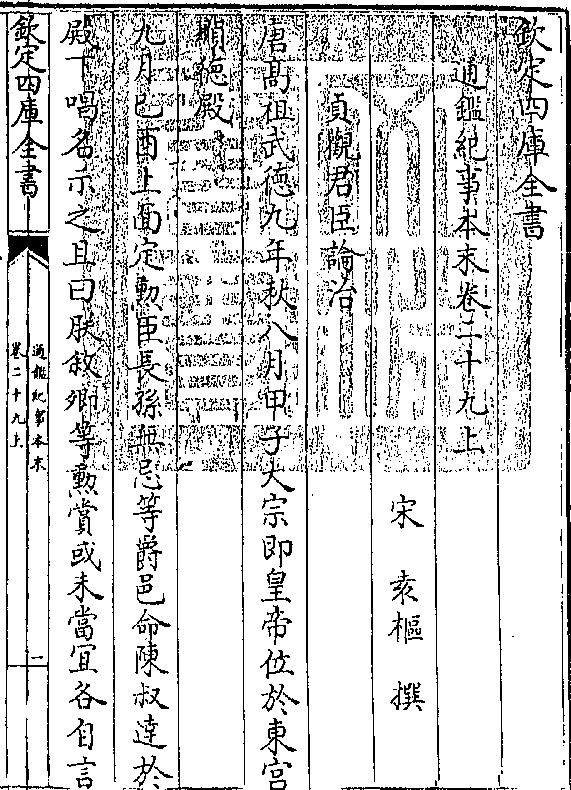 欽定四庫全書
通鑑紀事本末卷二十九上
宋 袁樞 撰
貞觀君臣論治
唐髙祖武徳九年秋八月甲子太宗即皇帝位於東宫
顯徳殿
九月己酉上面定勲臣長孫無忌等爵邑命陳叔達於
殿下唱名示之且曰朕叙卿等勲賞或未當宜各自言
欽定四庫全書
通鑑紀事本末
卷二十九上
一